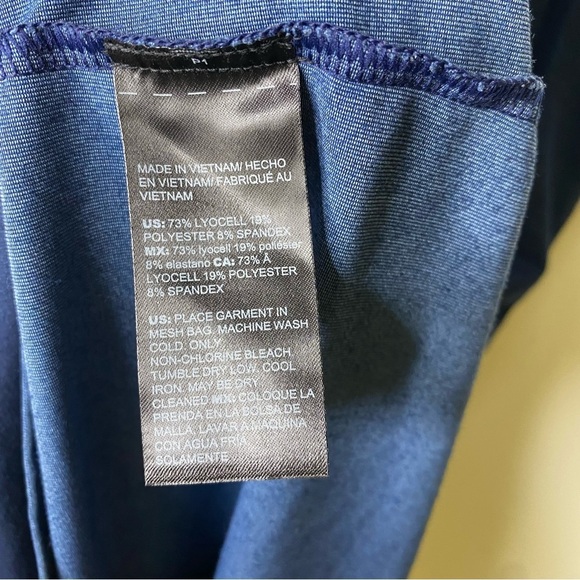 P1
MADE IN VIETNAM/ HECHO
EN VIETNAM/ FABRIQUÉ AU
VIETNAM
US: 73% LYOCELL 19%
POLYESTER 8% SPANDEX
MX: 73% lyocell 19% poliéster
8% elastano CA: 73% Â
LYOCELL 19% POLYESTER
8% SPANDEX
US: PLACE GARMENT IN
MESH BAG. MACHINE WASH
COLD. ONLY
NON-CHLORINE BLEACH.
TUMBLE DRY LOW. COOL
IRON. MAY BE DRY
CLEANED MX: COLOQUE LA
PRENDA EN LA BOLSA DE
MALLA. LAVAR A MAQUINA
CON AGUA FRÍA.
SOLAMENTE